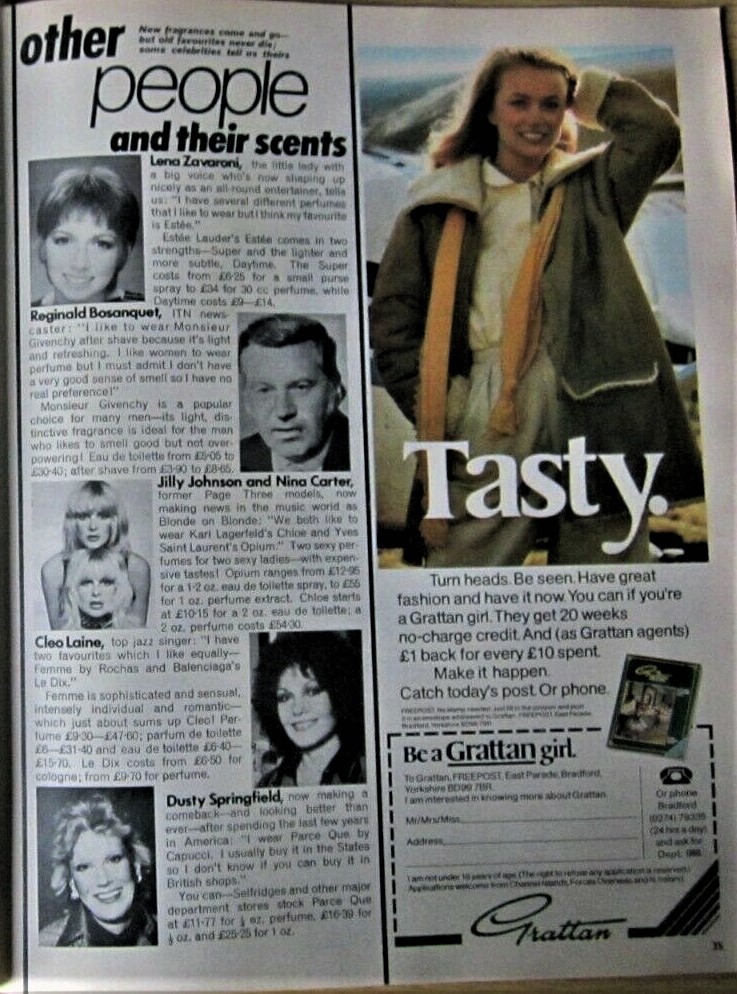 other
New fragrances come and go—
but old favourites never die;
some celebrities tell us theirs
people
and their scents
Lena Zavaroni, the little lady with
a big voice who's now shaping up
nicely as an all-round entertainer, tells
us: "I have several different perfumes
that I like to wear but I think my favourite
is Estée."
Estée Lauder's Estée comes in two
strengths—Super and the lighter and
more subtle, Daytime. The Super
costs from £6·25 for a small purse
spray to £34 for 30 cc perfume, while
Daytime costs £9—£14.
Reginald Bosanquet, ITN news-
caster: "I like to wear Monsieur
Givenchy after shave because it's light
and refreshing. I like women to wear
perfume but I must admit I don't have
a very good sense of smell so I have no
real preference!"
Monsieur Givenchy is a popular
choice for many men—its light, dis-
tinctive fragrance is ideal for the man
who likes to smell good but not over-
powering! Eau de toilette from £5·05 to
£30·40; after shave from £3·90 to £8·65.
Jilly Johnson and Nina Carter,
former Page Three models, now
making news in the music world as
Blonde on Blonde: "We both like to
wear Karl Lagerfeld's Chloe and Yves
Saint Laurent's Opium." Two sexy per-
fumes for two sexy ladies—with expen-
sive tastes! Opium ranges from £12·95
for a 1·2 oz. eau de toilette spray, to £55
for 1 oz. perfume extract. Chloe starts
at £10·15 for a 2 oz. eau de toilette; a
2 oz. perfume costs £54·30.
Cleo Laine, top jazz singer: "I have
two favourites which I like equally—
Femme by Rochas and Balenciaga's
Le Dix."
Femme is sophisticated and sensual,
intensely individual and romantic—
which just about sums up Cleo! Per-
fume £9·30—£47·60; parfum de toilette
£6—£31·40 and eau de toilette £6·40—
£15·70. Le Dix costs from £6·50 for
cologne; from £9·70 for perfume.
Dusty Springfield, now making a
comeback—and looking better than
ever—after spending the last few years
in America: "I wear Parce Que by
Capucci. I usually buy it in the States
so I don't know if you can buy it in
British shops."
You can—Selfridges and other major
department stores stock Parce Que
at £11·77 for oz. perfume, £16·39 for
oz. and £25·25 for 1 oz.
Tasty.
Turn heads. Be seen. Have great
fashion and have it now. You can if you're
a Grattan girl. They get 20 weeks
no-charge credit. And (as Grattan agents)
£1 back for every £10 spent.
Make it happen.
Catch today's post. Or phone.
FREEPOST. No stamp needed. Just fill in the coupon and post
it in an envelope addressed to Grattan, FREEPOST, East Parade,
Bradford, Yorkshire BD99 7BR.
Be a Grattan girl.
To Grattan, FREEPOST, East Parade, Bradford,
Yorkshire BD99 7BR.
I am interested in knowing more about Grattan.
Mr/Mrs/Miss
Address
Or phone
Bradford
(0274)
(24 hrs a day)
and ask for
Dept.
I am not under 18 years of age. (The right to refuse any application is reserved.)
Applications welcome from Channel Islands, Forces Overseas and N. Ireland.
Grattan
35